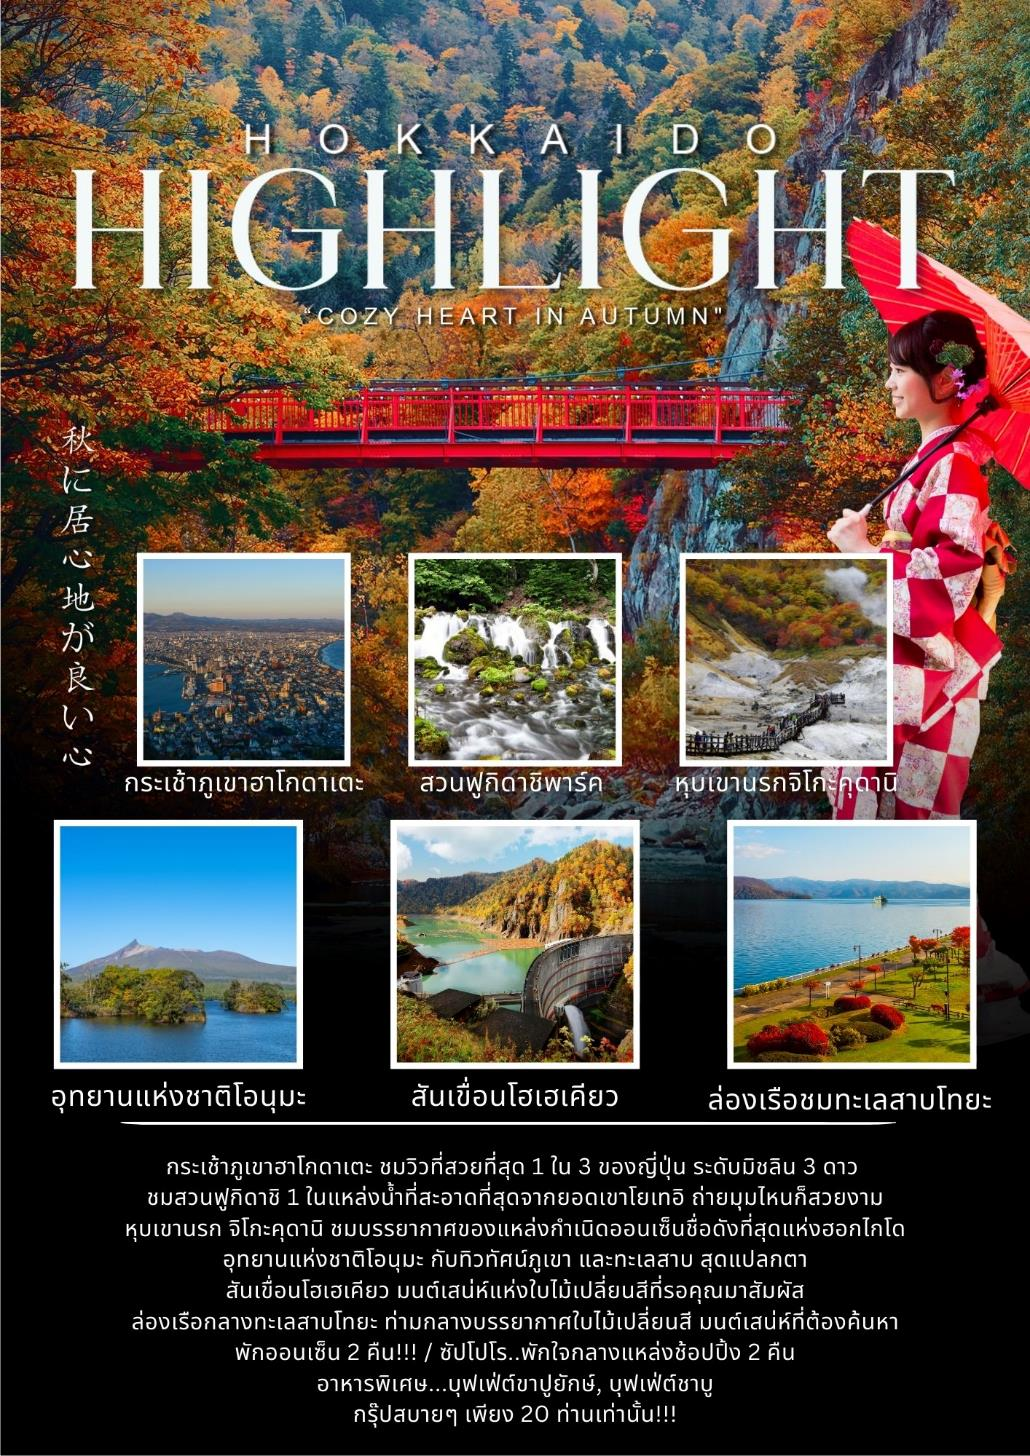 HOKKAIDO
HIGHLIGHT
"COZY HEART IN AUTUMN"
秋に居心地が良い心
กระเช้าภูเขาฮาโกดาเตะ
สวนฟูกิดาชิพาร์ค
หุบเขานรกจิโกะคุดานิ
อุทยานแห่งชาติโอนุมะ
สันเขื่อนโฮเฮเคียว
ล่องเรือชมทะเลสาบโทยะ
กระเช้าภูเขาฮาโกดาเตะ ชมวิวที่สวยที่สุด 1 ใน 3 ของญี่ปุ่น ระดับมิชลิน 3 ดาว
ชมสวนฟูกิดาชิ 1 ในแหล่งน้ำที่สะอาดที่สุดจากยอดเขาโยเทอิ ถ่ายมุมไหนก็สวยงาม
หุบเขานรก จิโกะคุดานิ ชมบรรยากาศของแหล่งกำเนิดออนเซ็นชื่อดังที่สุดแห่งฮอกไกโด
อุทยานแห่งชาติโอนุมะ กับทิวทัศน์ภูเขา และทะเลสาบ สุดแปลกตา
สันเขื่อนโฮเฮเคียว มนต์เสน่ห์แห่งใบไม้เปลี่ยนสีที่รอคุณมาสัมผัส
ล่องเรือกลางทะเลสาบโทยะ ท่ามกลางบรรยากาศใบไม้เปลี่ยนสี มนต์เสน่ห์ที่ต้องค้นหา
พักออนเซ็น 2 คืน!!! / ซัปโปโร..พักใจกลางแหล่งช้อปปิ้ง 2 คืน
อาหารพิเศษ...บุฟเฟ่ต์ขาปูยักษ์, บุฟเฟ่ต์ชาบู
กรุ๊ปสบายๆ เพียง 20 ท่านเท่านั้น!!!